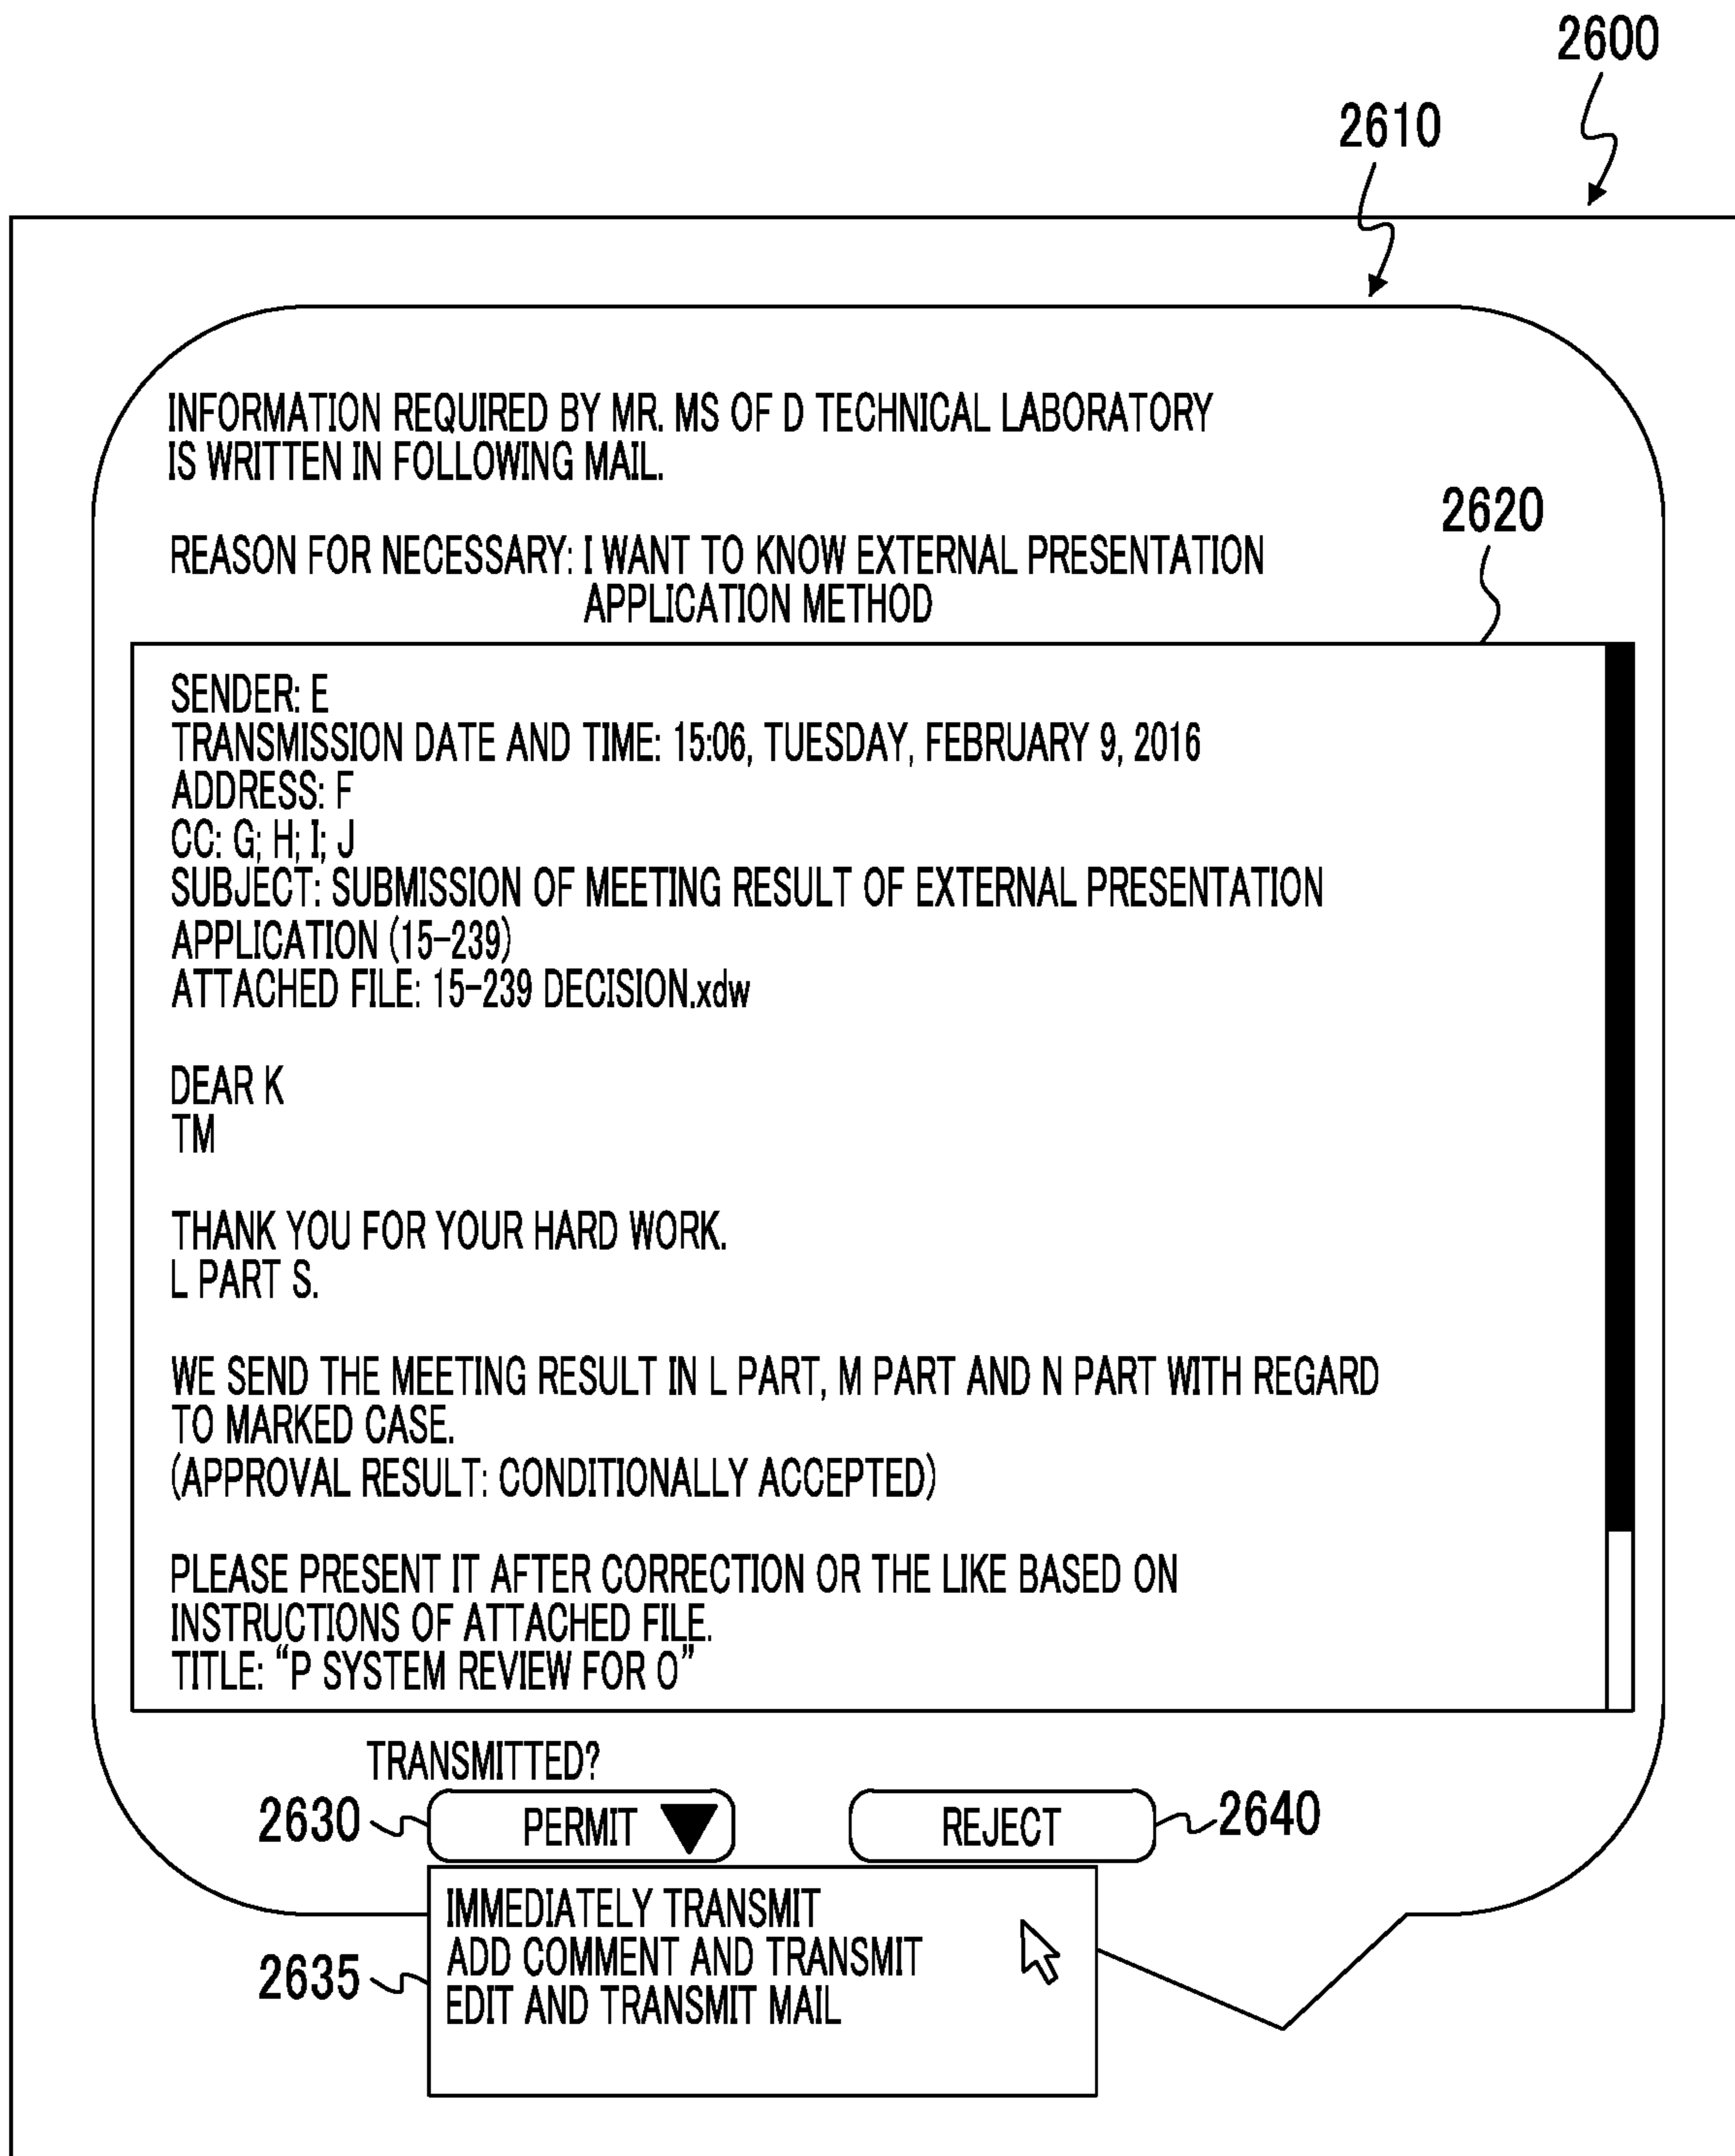 2600
2610
INFORMATION REQUIRED BY MR. MS OF D TECHNICAL LABORATORY
IS WRITTEN IN FOLLOWING MAIL.
2620
REASON FOR NECESSARY: I WANT TO KNOW EXTERNAL PRESENTATION
APPLICATION METHOD
SENDER: E
TRANSMISSION DATE AND TIME: 15:06, TUESDAY, FEBRUARY 9, 2016
ADDRESS: F
CC: G; H; I; J
SUBJECT: SUBMISSION OF MEETING RESULT OF EXTERNAL PRESENTATION
APPLICATION (15-239)
ATTACHED FILE: 15-239 DECISION.xdw
DEAR K
TM
THANK YOU FOR YOUR HARD WORK.
L PART S.
WE SEND THE MEETING RESULT IN L PART, M PART AND N PART WITH REGARD
TO MARKED CASE.
(APPROVAL RESULT: CONDITIONALLY ACCEPTED)
PLEASE PRESENT IT AFTER CORRECTION OR THE LIKE BASED ON
INSTRUCTIONS OF ATTACHED FILE.
TITLE: “P SYSTEM REVIEW FOR O”
TRANSMITTED?
2630 PERMIT REJECT 2640
IMMEDIATELY TRANSMIT
ADD COMMENT AND TRANSMIT
2635
EDIT AND TRANSMIT MAIL